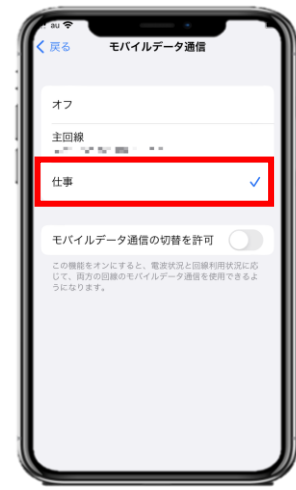 au
戻る
モバイルデータ通信
オフ
主回線
仕事
モバイルデータ通信の切替を許可
この機能をオンにすると、電波状況と回線利用状況に応
じて、両方の回線のモバイルデータ通信を使用できるよ
うになります。